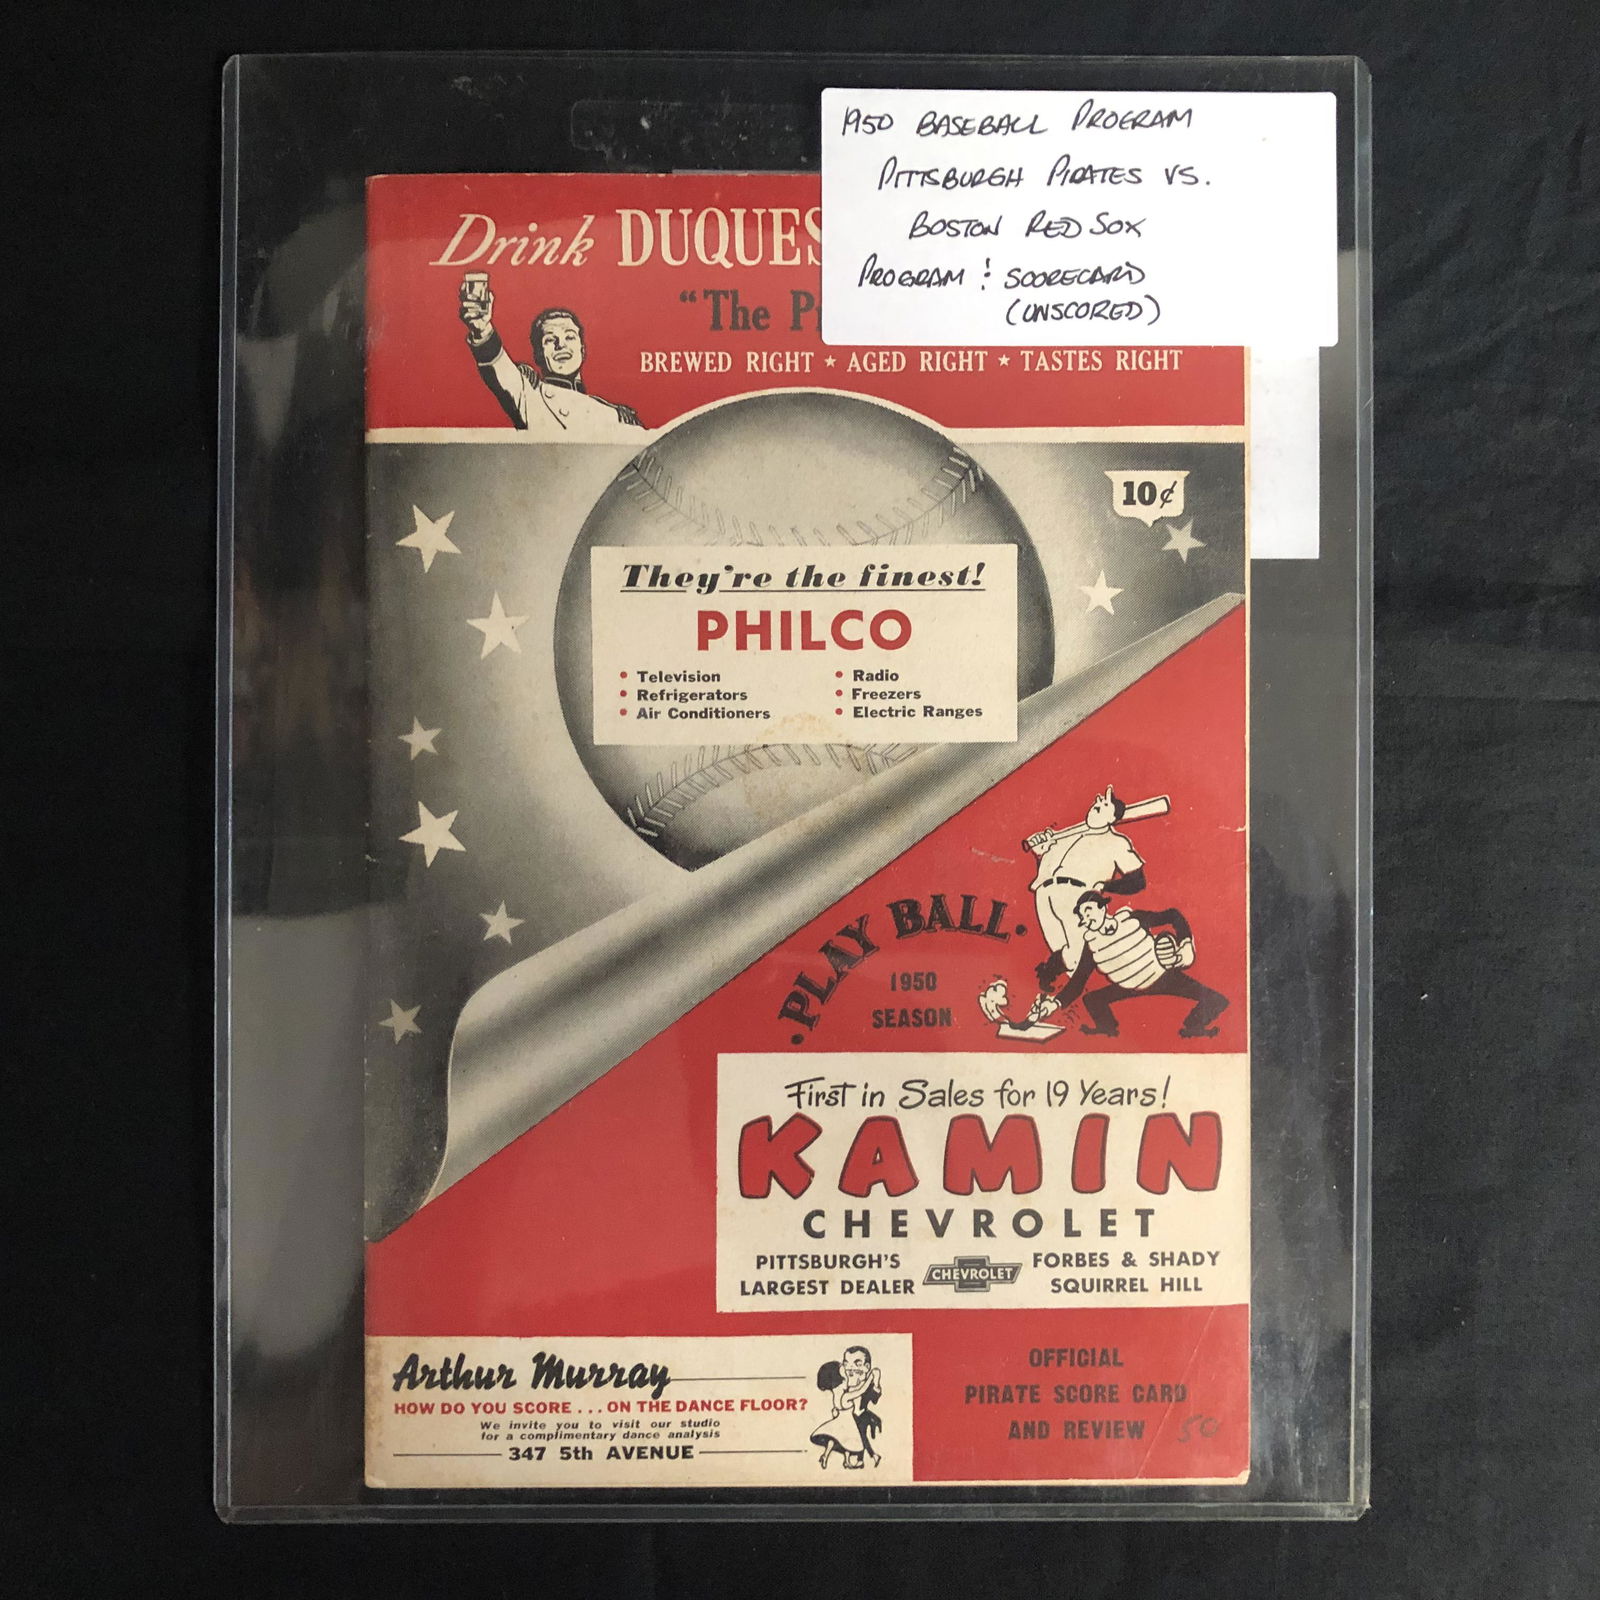 1950 BASEBALL PROGRAM
PITTSBURGH PIRATES VS.
BOSTON RED SOX
PROGRAM & SCORECARD
(UNSCORED)
Drink DUQUES
"The Pr
BREWED RIGHT ★ AGED RIGHT ★ TASTES RIGHT
10¢
They're the finest!
PHILCO
• Television
• Refrigerators
• Air Conditioners
• Radio
• Freezers
• Electric Ranges
• PLAY BALL •
1950
SEASON
First in Sales for 19 Years!
KAMIN
CHEVROLET
PITTSBURGH'S
LARGEST DEALER
CHEVROLET
FORBES & SHADY
SQUIRREL HILL
Arthur Murray
HOW DO YOU SCORE . . . ON THE DANCE FLOOR?
We invite you to visit our studio
for a complimentary dance analysis
347 5th AVENUE
OFFICIAL
PIRATE SCORE CARD
AND REVIEW